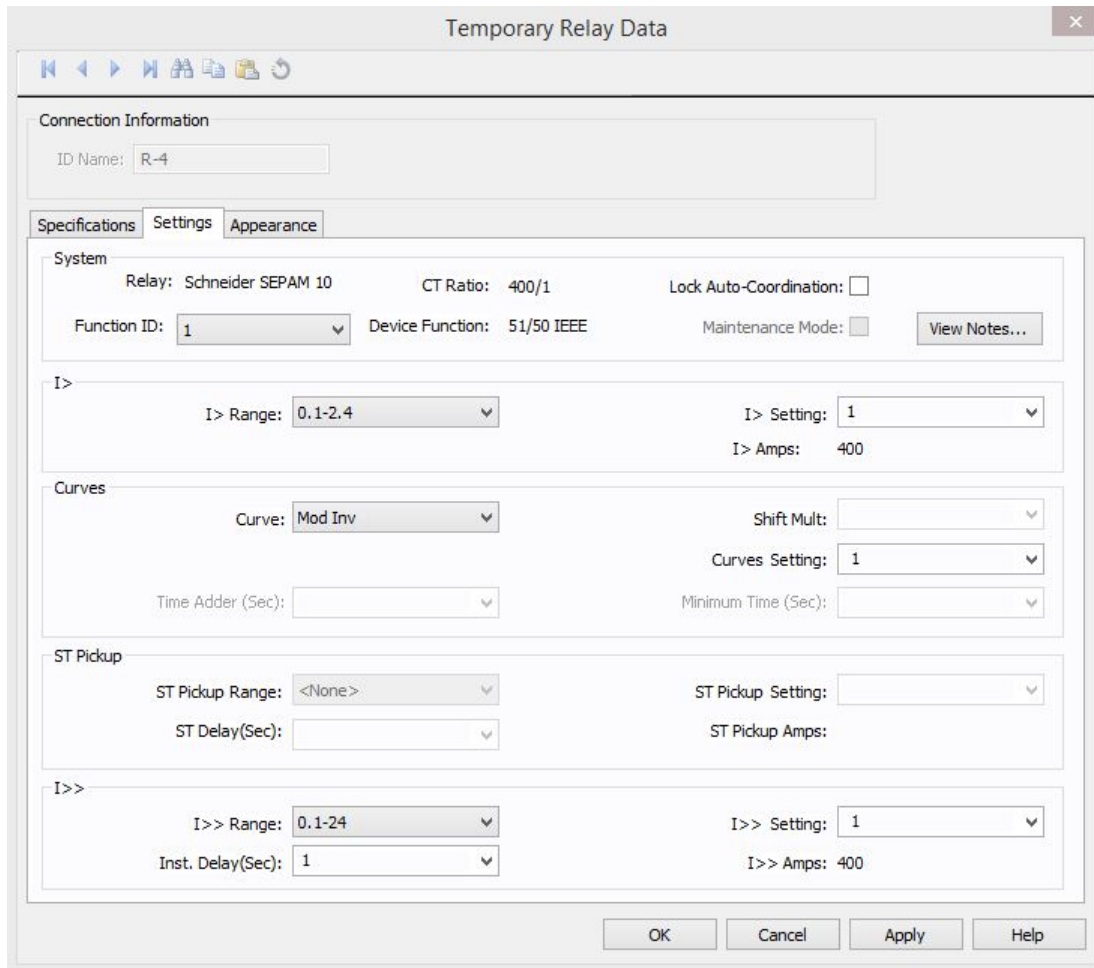 Temporary Relay Data
Connection Information
ID Name: R-4
Specifications Settings Appearance
System
Relay: Schneider SEPAM 10 CT Ratio: 400/1 Lock Auto-Coordination:
Function ID: 1 Device Function: 51/50 IEEE Maintenance Mode: View Notes...
I>
I> Range: 0.1-2.4 I> Setting: 1
I> Amps: 400
Curves
Curve: Mod Inv Shift Mult:
Curves Setting: 1
Time Adder (Sec): Minimum Time (Sec):
ST Pickup
ST Pickup Range: <None> ST Pickup Setting:
ST Delay(Sec): ST Pickup Amps:
I>>
I>> Range: 0.1-24 I>> Setting: 1
Inst. Delay(Sec): 1 I>> Amps: 400
OK Cancel Apply Help